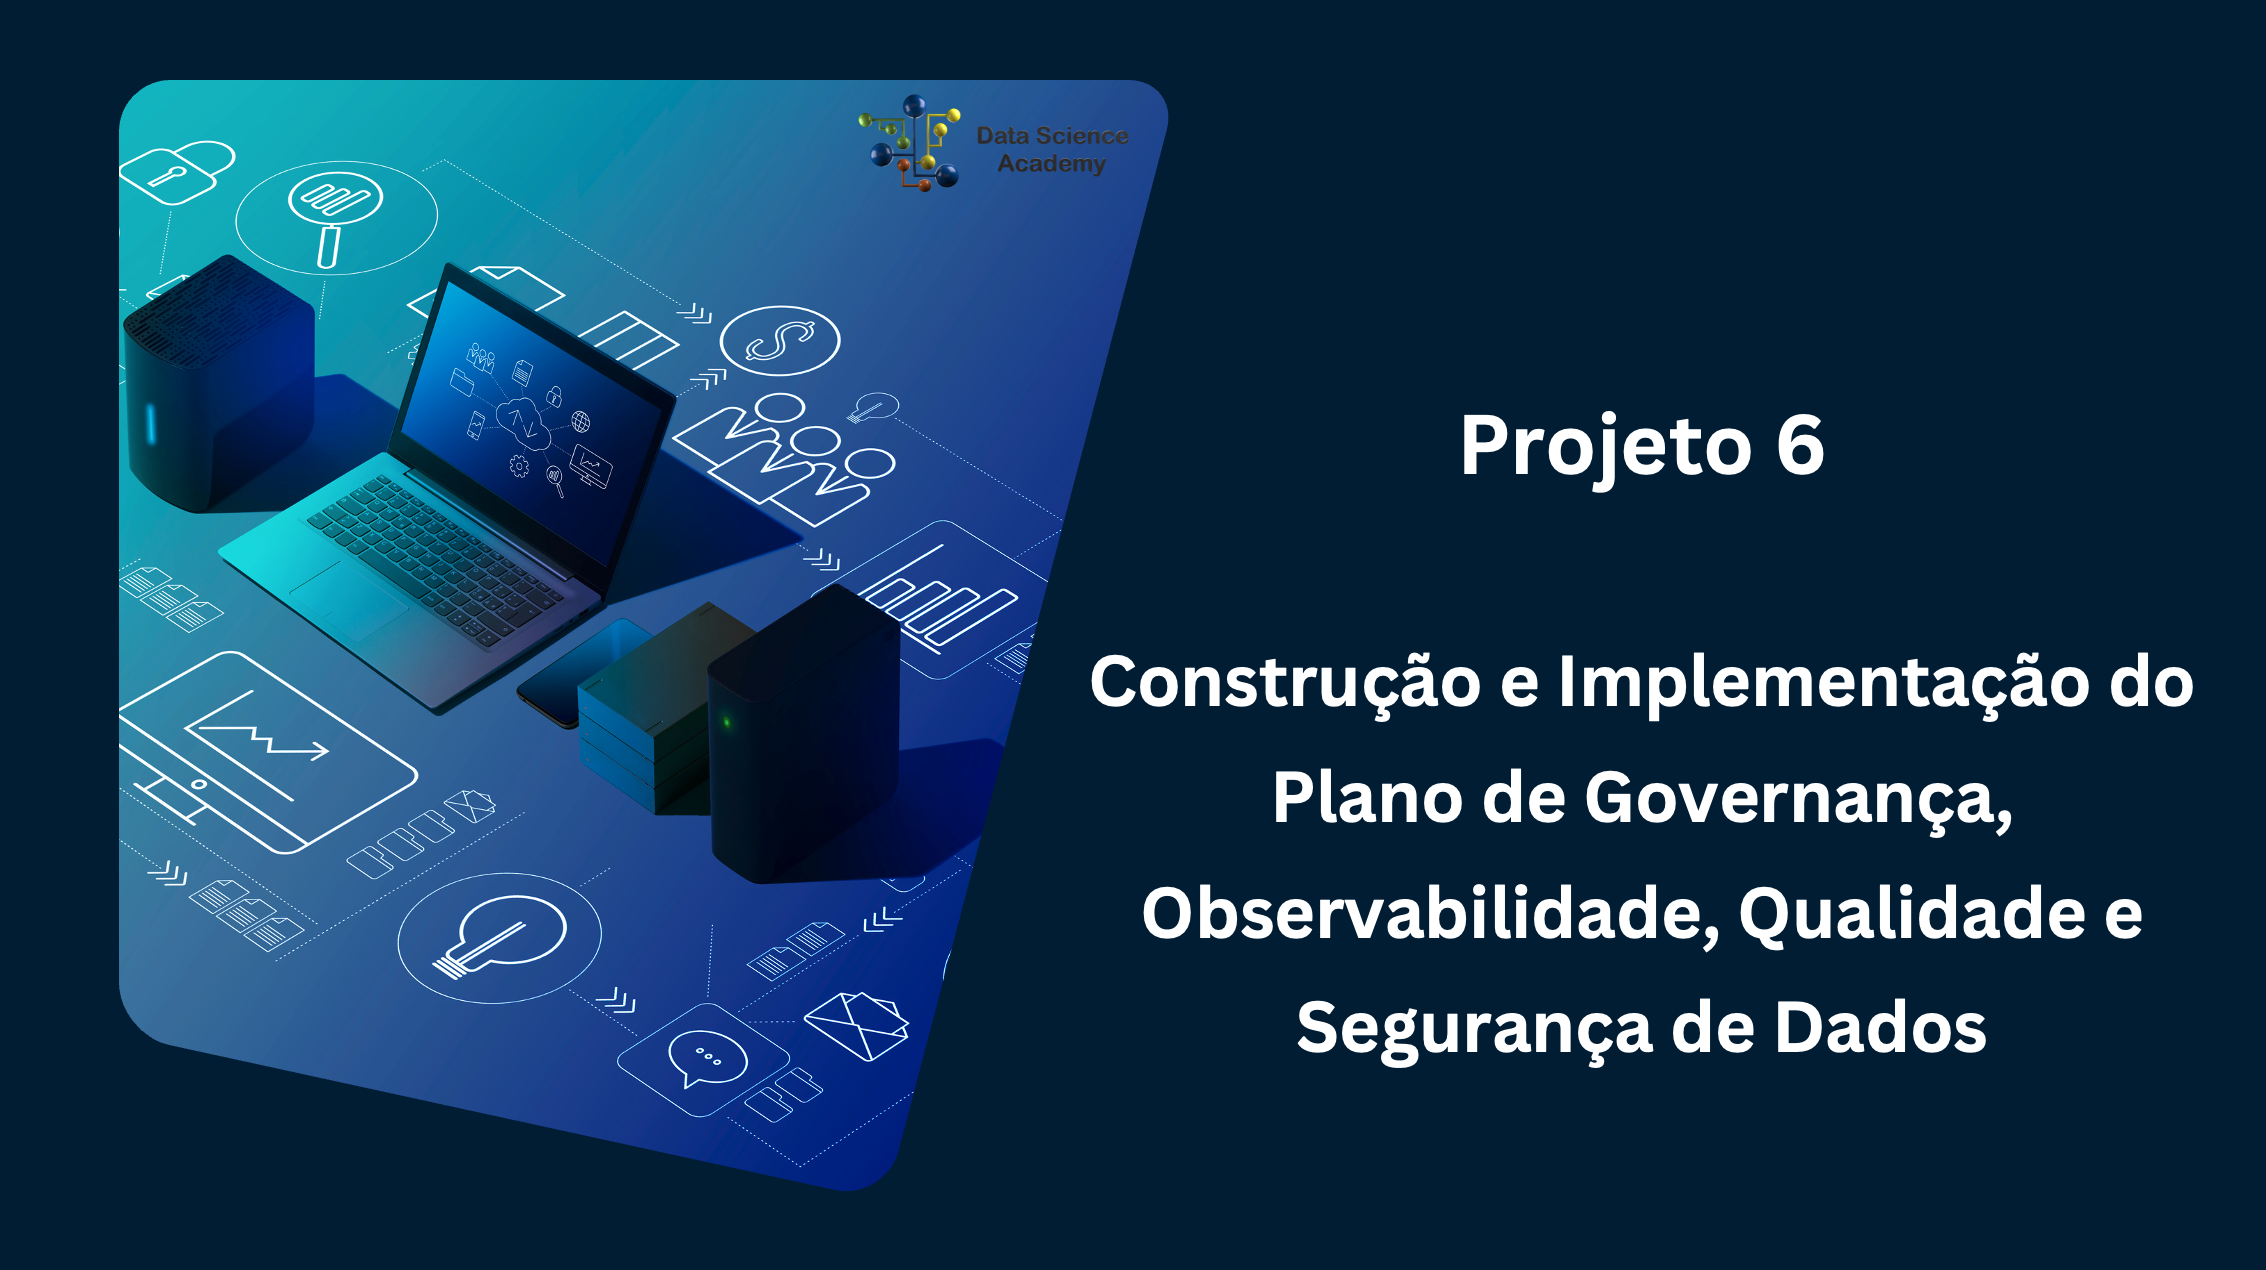 Data Science
Academy
Projeto 6
Construção e Implementação do
Plano de Governança,
Observabilidade, Qualidade e
Segurança de Dados